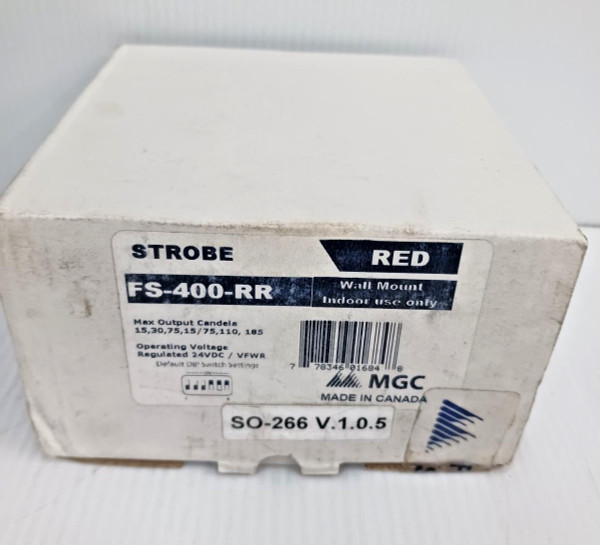 STROBE
RED
FS-400-RR
Wall Mount
Indoor use only
Max Output Candela
15,30,75,15/75,110, 185
Operating Voltage
Regulated 24VDC / VFWR
Default DIP Switch Settings
7 78346 01684 8
MGC
MADE IN CANADA
SO-266 V.1.0.5